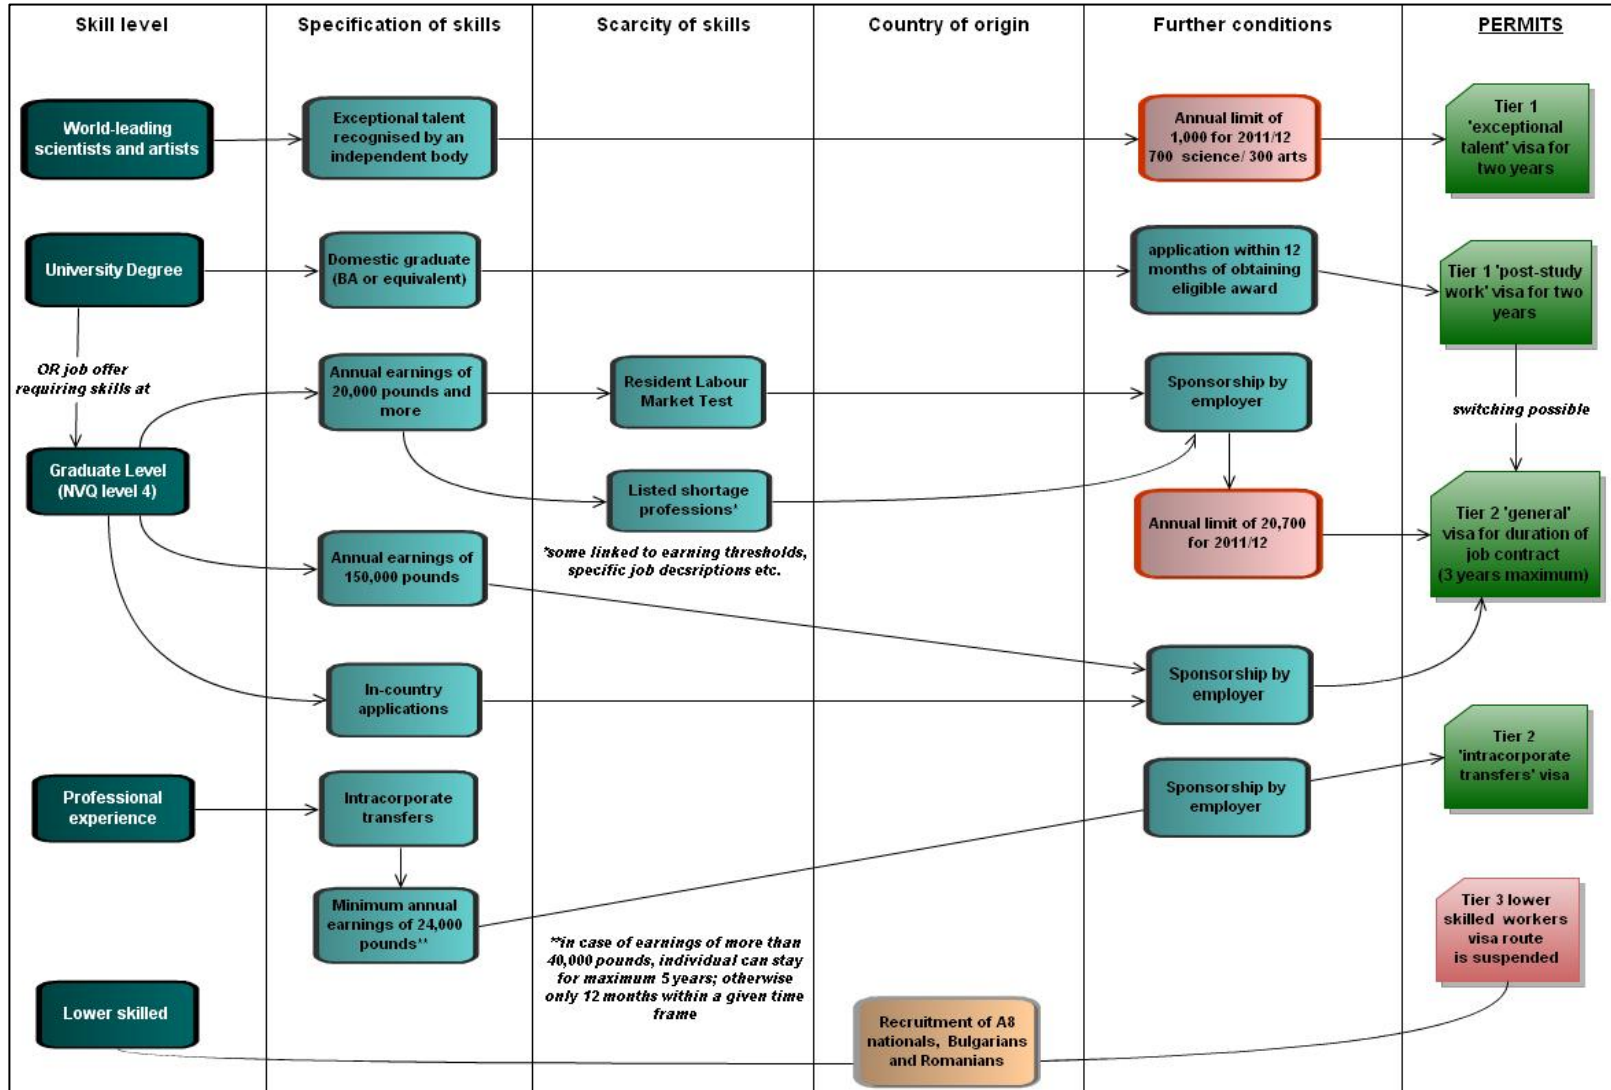 Skill level
Specification of skills
Scarcity of skills
Country of origin
Further conditions
PERMITS
World-leading
scientists and artists
Exceptional talent
recognised by an
independent body
Annual limit of
1,000 for 2011/12
700 science/ 300 arts
Tier 1
'exceptional
talent' visa for
two years
University Degree
Domestic graduate
(BA or equivalent)
application within 12
months of obtaining
eligible award
Tier 1 'post-study
work' visa for two
years
OR job offer
requiring skills at
Annual earnings of
20,000 pounds and
more
Resident Labour
Market Test
Sponsorship by
employer
switching possible
Graduate Level
(NVQ level 4)
Listed shortage
professions*
Annual limit of 20,700
for 2011/12
Tier 2 'general'
visa for duration of
job contract
(3 years maximum)
*some linked to earning thresholds,
specific job decsriptions etc.
Annual earnings of
150,000 pounds
In-country
applications
Sponsorship by
employer
Tier 2
'intracorporate
transfers' visa
Professional
experience
Intracorporate
transfers
Sponsorship by
employer
Minimum annual
earnings of 24,000
pounds**
**in case of earnings of more than
40,000 pounds, individual can stay
for maximum 5 years; otherwise
only 12 months within a given time
frame
Tier 3 lower
skilled workers
visa route
is suspended
Lower skilled
Recruitment of A8
nationals, Bulgarians
and Romanians